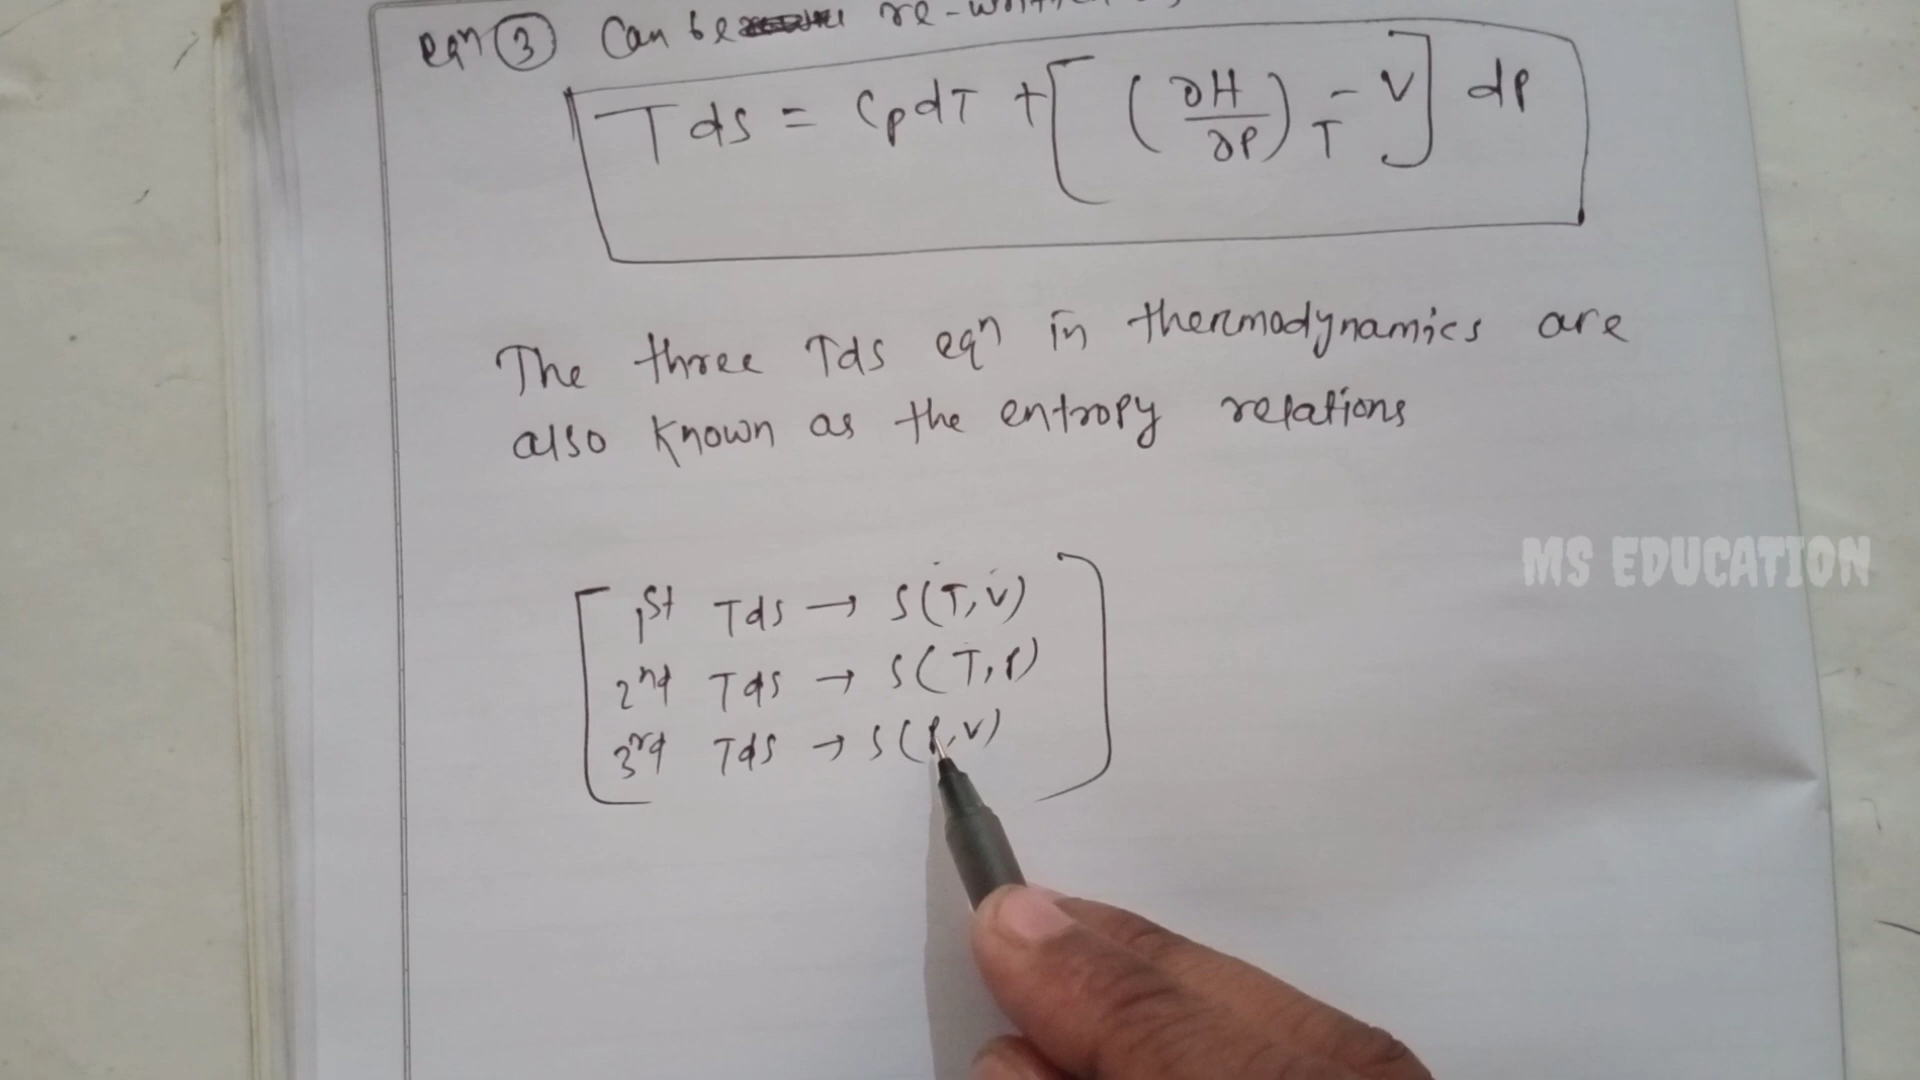 eqn ③ Can be re-written
Tds = CpdT + [ (∂H/∂P)T - V ] dP
The three Tds eqn in thermodynamics are
also known as the entropy relations
MS EDUCATION
1st Tds → S(T,V)
2nd Tds → S(T,P)
3rd Tds → S(P,V)